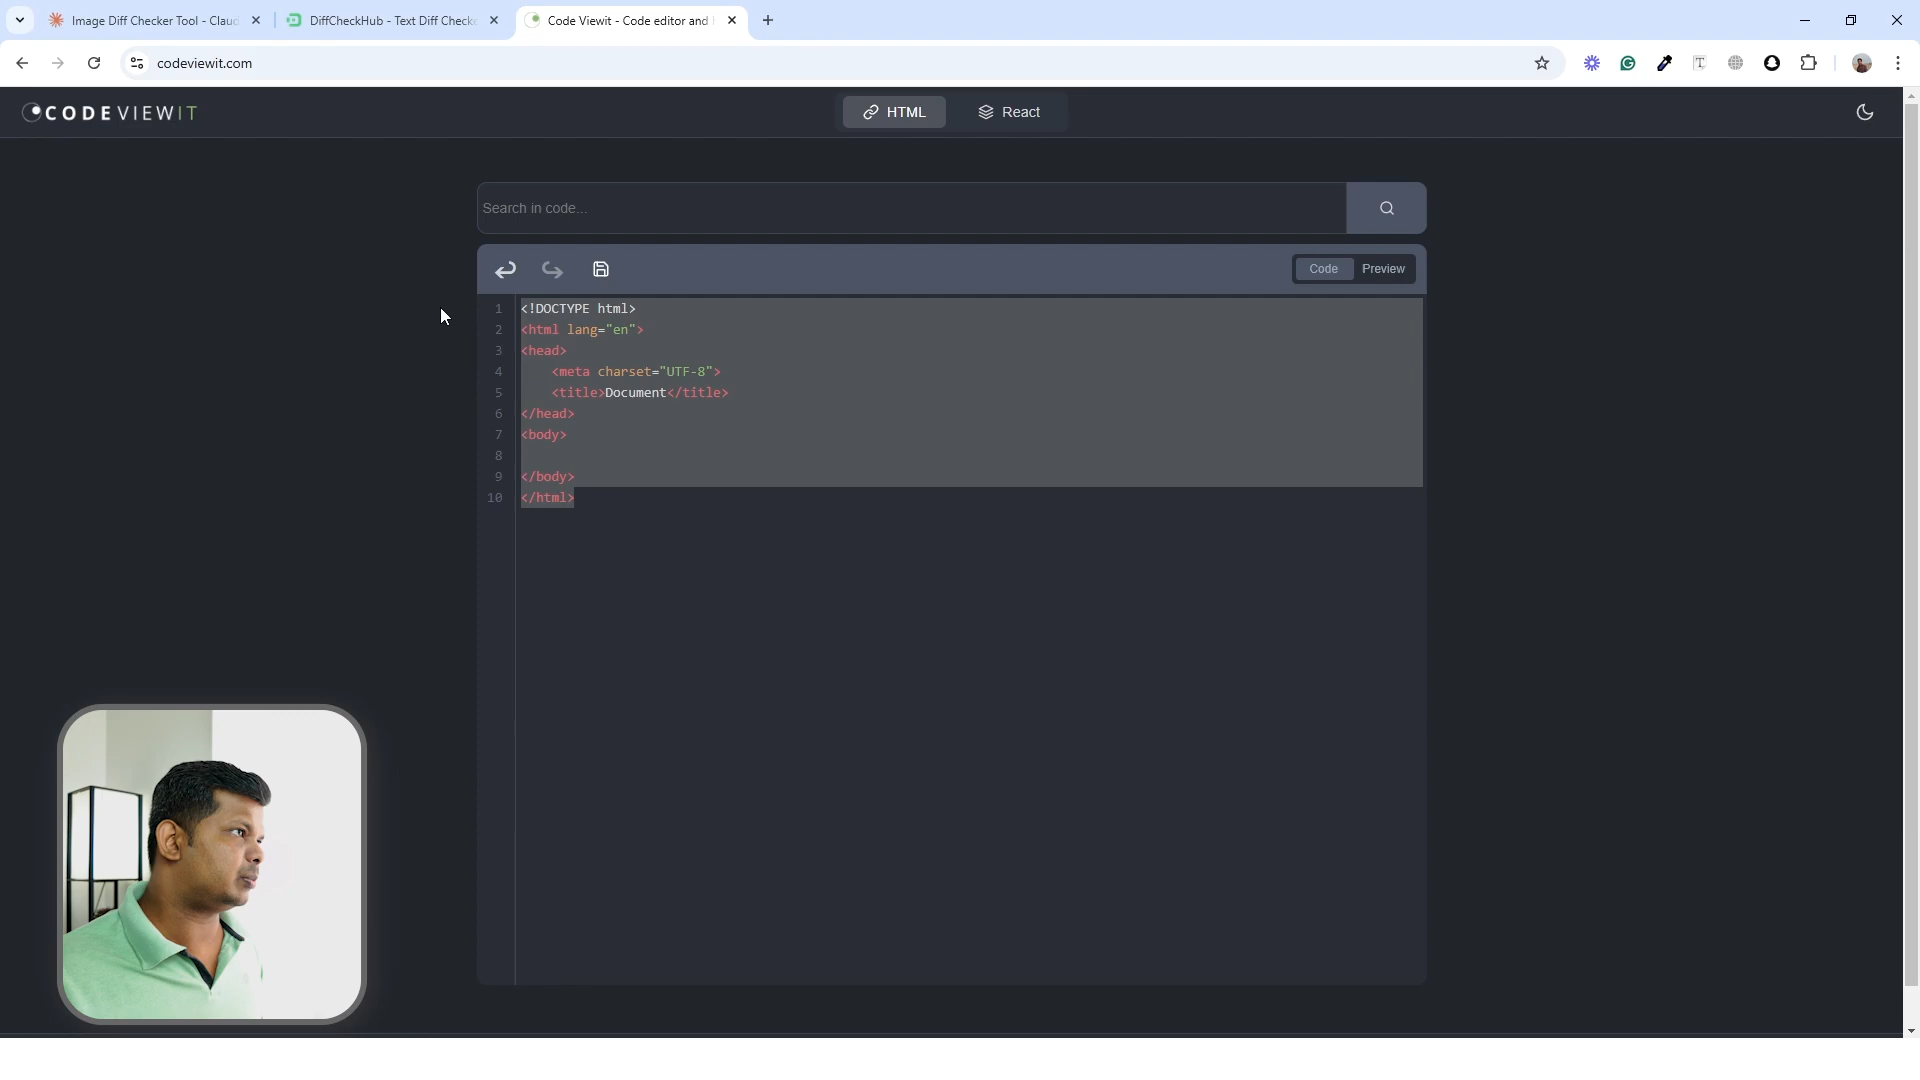 Image Diff Checker Tool - Clau
DiffCheckHub - Text Diff Check
Code Viewit - Code editor and
codeviewit.com
CODEVIEWIT
HTML
React
Search in code...
Code
Preview
1 <!DOCTYPE html>
2 <html lang="en">
3 <head>
4 <meta charset="UTF-8">
5 <title>Document</title>
6 </head>
7 <body>
8
9 </body>
10 </html>